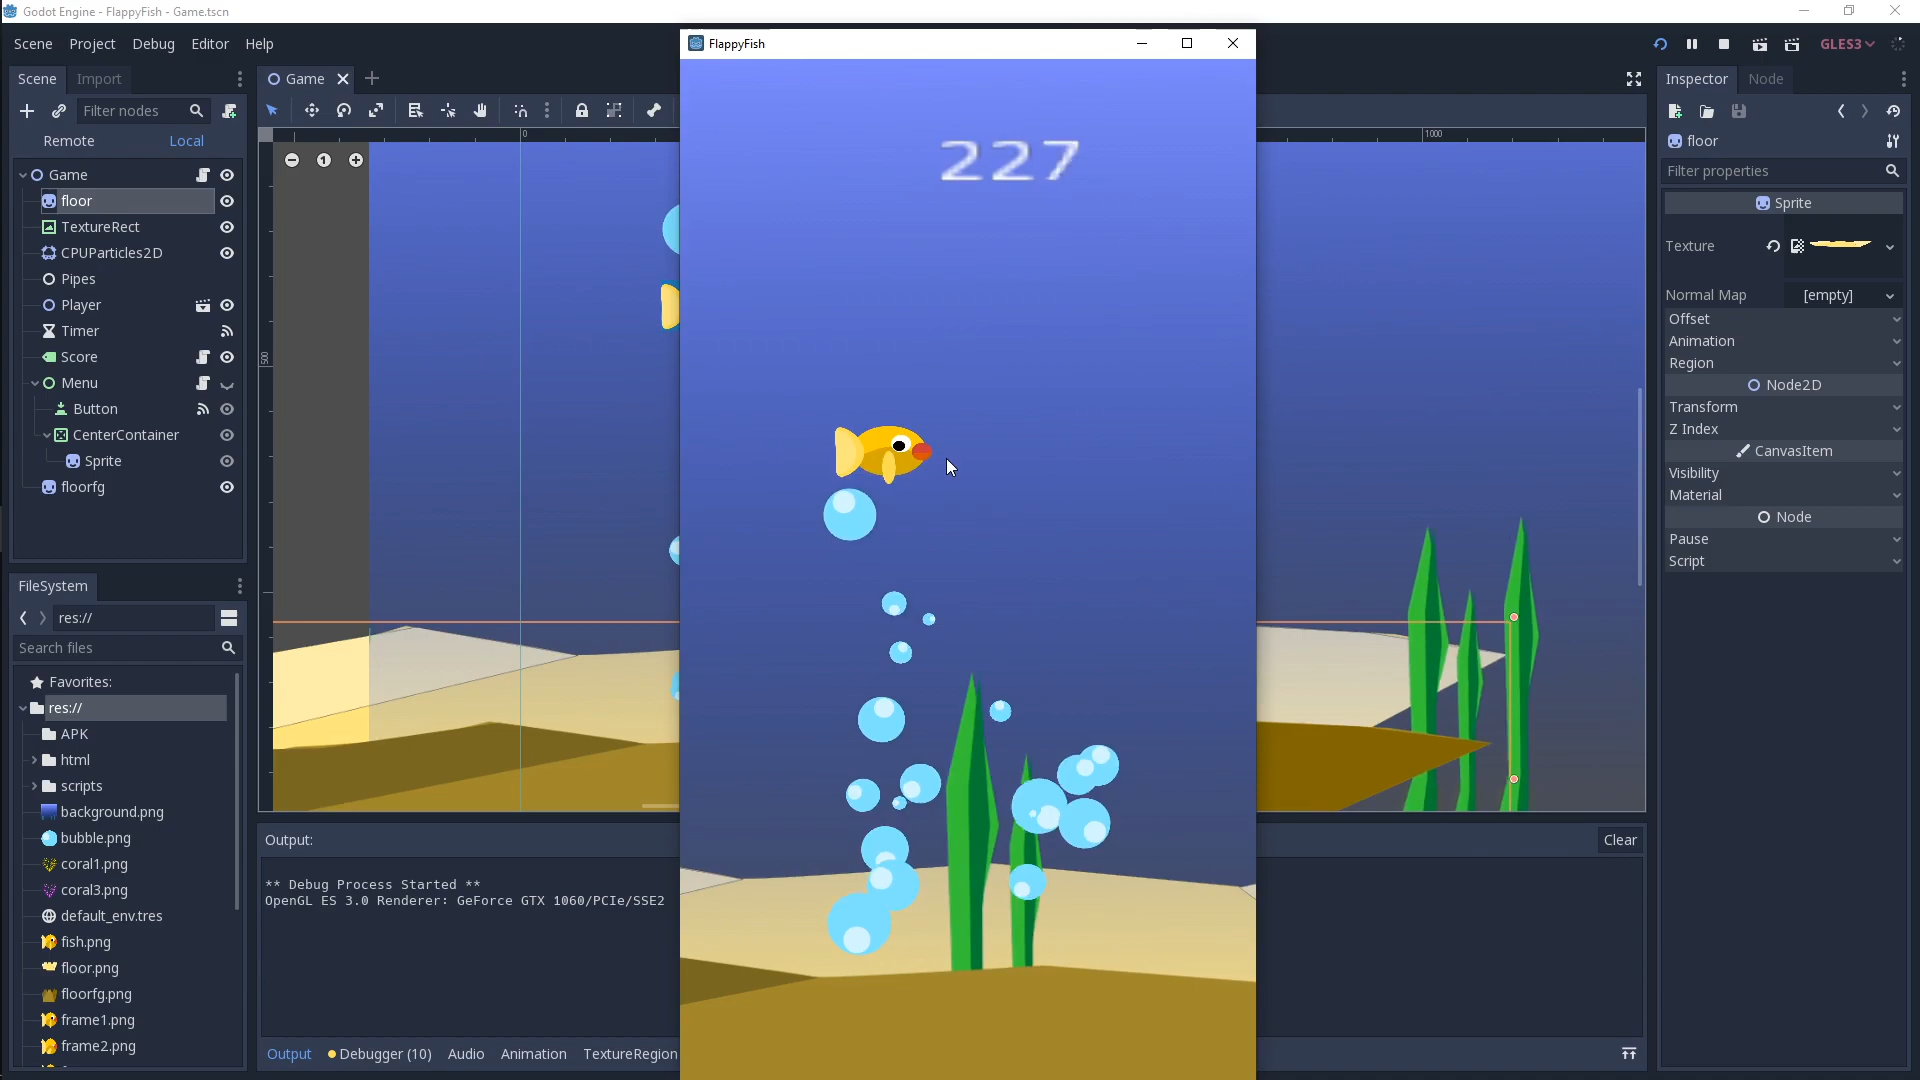 Godot Engine - FlappyFish - Game.tscn
Scene Project Debug Editor Help
GLES3
FlappyFish
Scene Import
Game
Inspector Node
Filter nodes
Remote Local
Game
floor
TextureRect
CPUParticles2D
Pipes
Player
Timer
Score
Menu
Button
CenterContainer
Sprite
floorfg
0
1000
500
1
227
FileSystem
res://
Search files
Favorites:
res://
APK
html
scripts
background.png
bubble.png
coral1.png
coral3.png
default_env.tres
fish.png
floor.png
floorfg.png
frame1.png
frame2.png
Output:
Clear
** Debug Process Started **
OpenGL ES 3.0 Renderer: GeForce GTX 1060/PCIe/SSE2
Output Debugger (10) Audio Animation TextureRegion
floor
Filter properties
Sprite
Texture
Normal Map [empty]
Offset
Animation
Region
Node2D
Transform
Z Index
CanvasItem
Visibility
Material
Node
Pause
Script